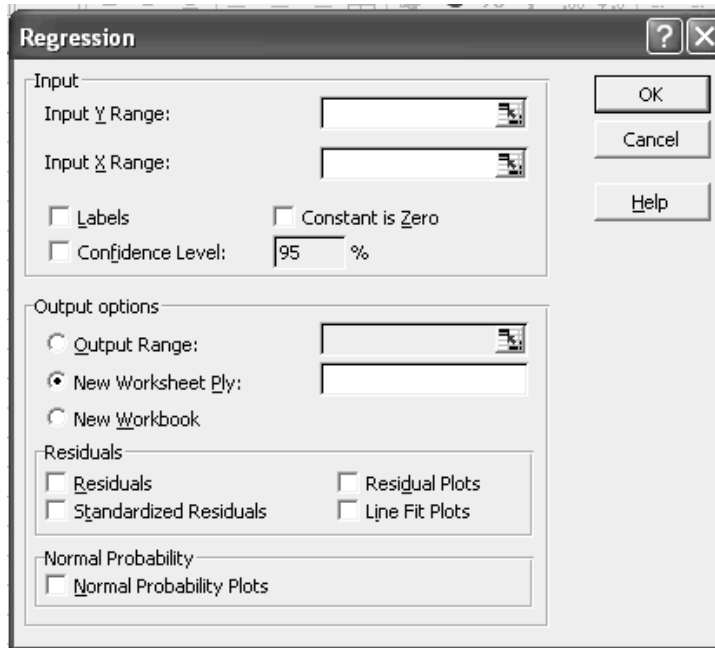 Regression
Input
Input Y Range:
Input X Range:
Labels
Constant is Zero
Confidence Level:
95 %
OK
Cancel
Help
Output options
Output Range:
New Worksheet Ply:
New Workbook
Residuals
Residuals
Residual Plots
Standardized Residuals
Line Fit Plots
Normal Probability
Normal Probability Plots